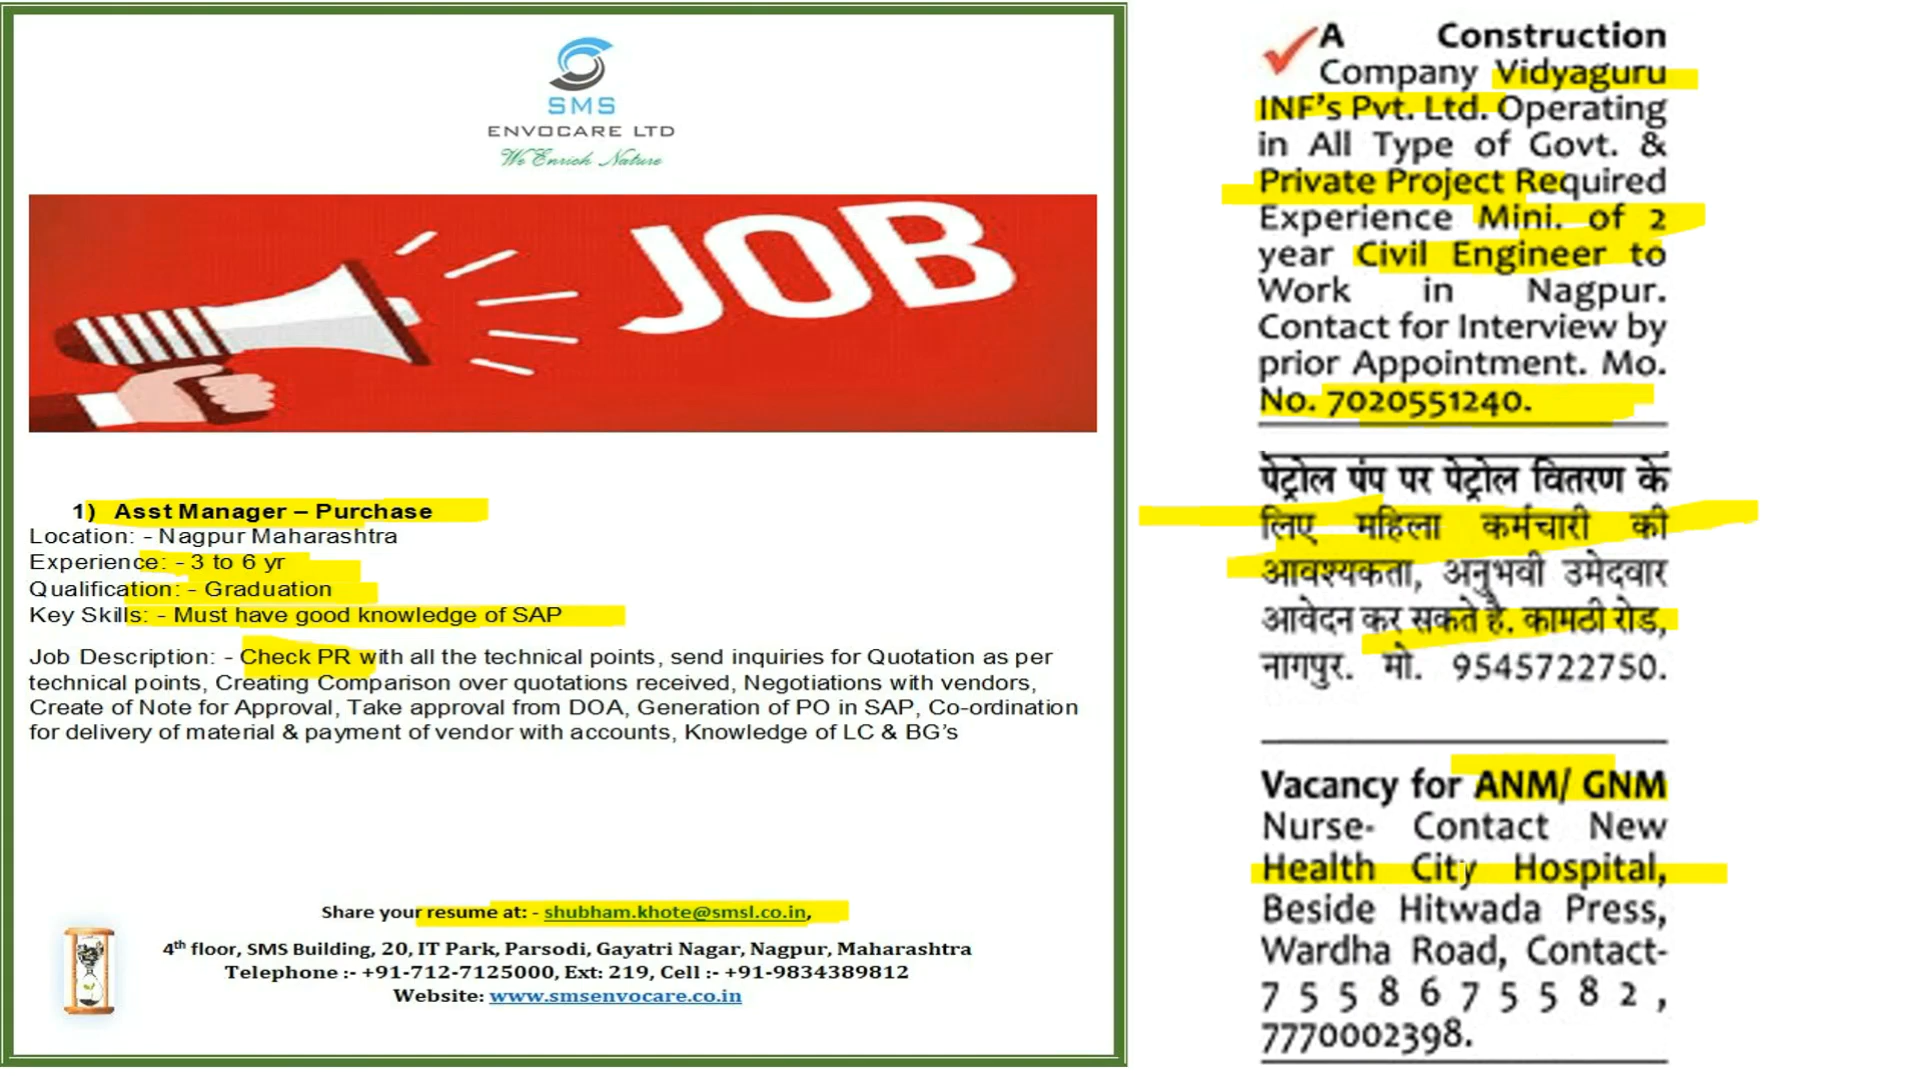 SMS
ENVOCARE LTD
We Enrich Nature
JOB
1) Asst Manager – Purchase
Location: - Nagpur Maharashtra
Experience: - 3 to 6 yr
Qualification: - Graduation
Key Skills: - Must have good knowledge of SAP
Job Description: - Check PR with all the technical points, send inquiries for Quotation as per
technical points, Creating Comparison over quotations received, Negotiations with vendors,
Create of Note for Approval, Take approval from DOA, Generation of PO in SAP, Co-ordination
for delivery of material & payment of vendor with accounts, Knowledge of LC & BG's
Share your resume at: - shubham.khote@smsl.co.in,
4th floor, SMS Building, 20, IT Park, Parsodi, Gayatri Nagar, Nagpur, Maharashtra
Telephone :- +91-712-7125000, Ext: 219, Cell :- +91-9834389812
Website: www.smsenvocare.co.in
A Construction
Company Vidyaguru
INF's Pvt. Ltd. Operating
in All Type of Govt. &
Private Project Required
Experience Mini. of 2
year Civil Engineer to
Work in Nagpur.
Contact for Interview by
prior Appointment. Mo.
No. 7020551240.
पेट्रोल पंप पर पेट्रोल वितरण के
लिए महिला कर्मचारी की
आवश्यकता, अनुभवी उमेदवार
आवेदन कर सकते है. कामठी रोड,
नागपुर. मो. 9545722750.
Vacancy for ANM/ GNM
Nurse- Contact New
Health City Hospital,
Beside Hitwada Press,
Wardha Road, Contact-
7558675582,
7770002398.